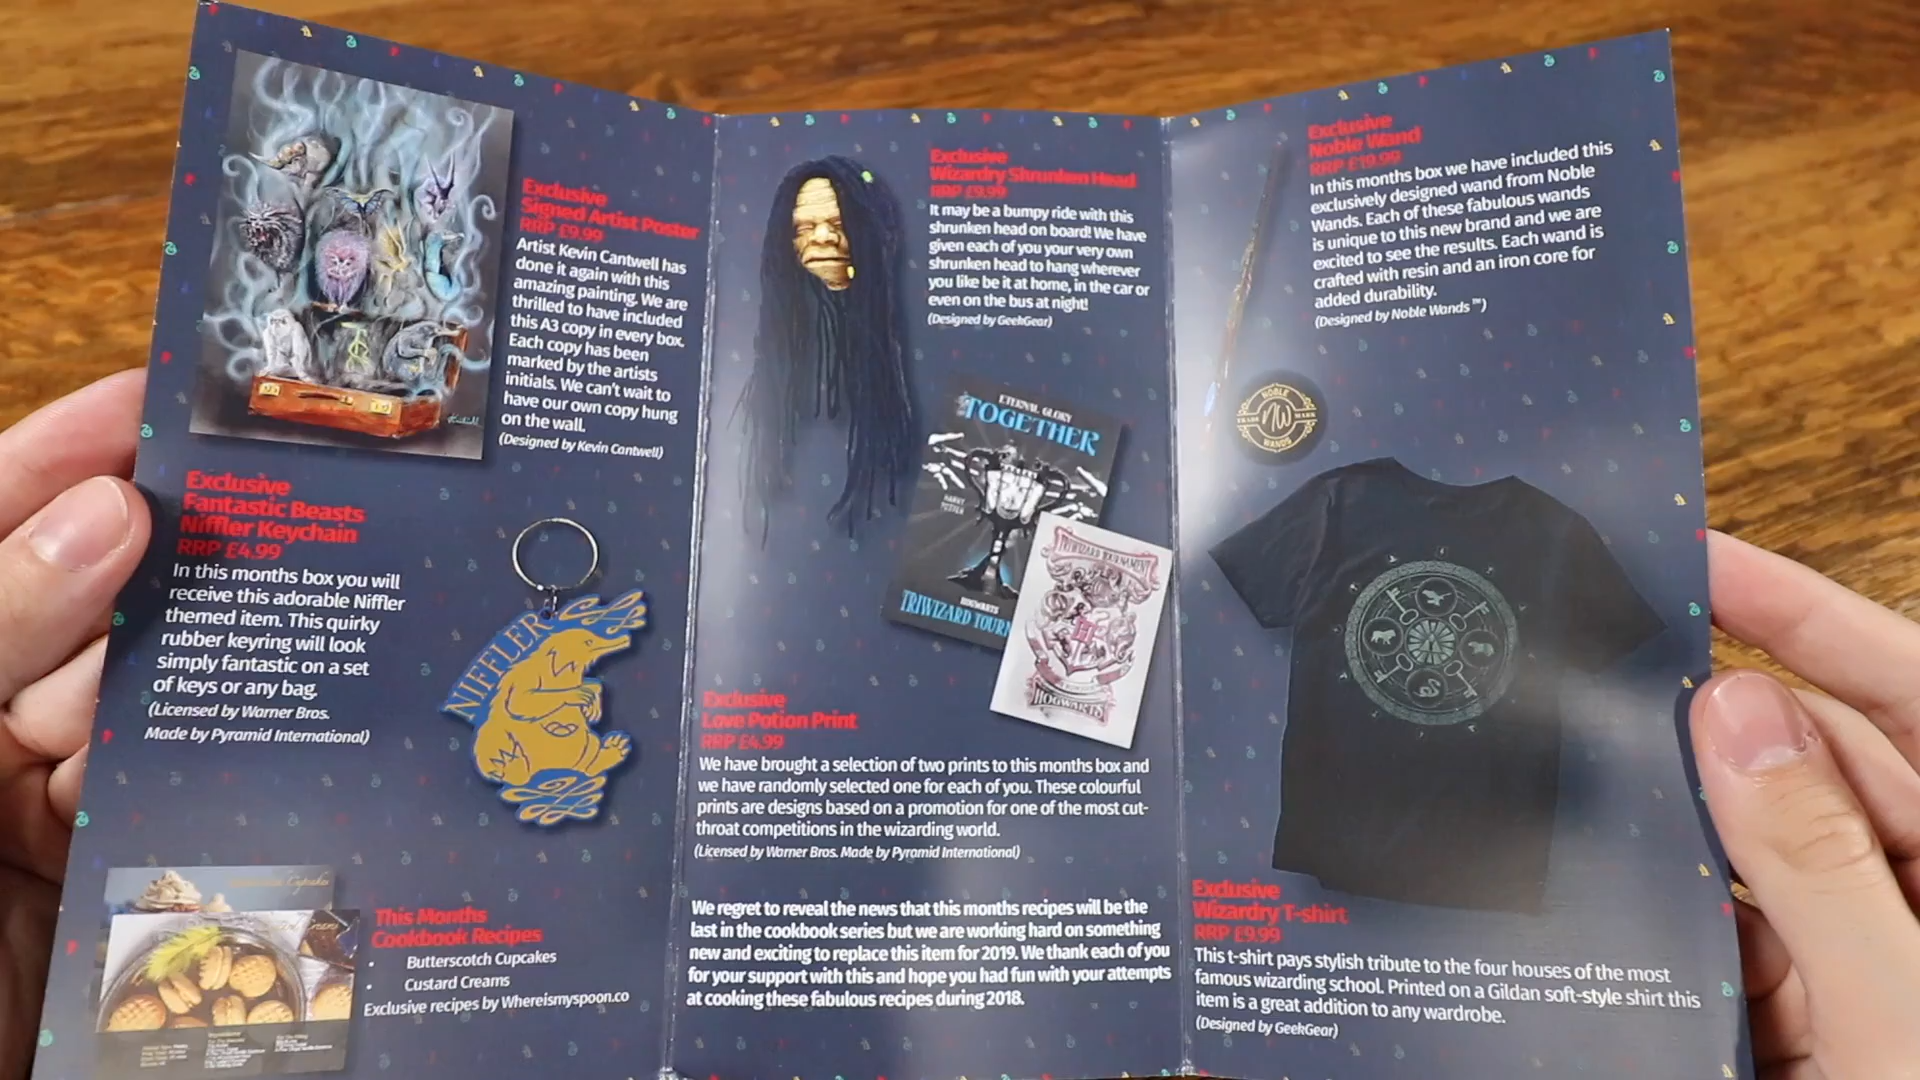 Exclusive
Signed Artist Poster
RRP £9.99
Artist Kevin Cantwell has
done it again with this
amazing painting. We are
thrilled to have included
this A3 copy in every box.
Each copy has been
marked by the artists
initials. We can't wait to
have our own copy hung
on the wall.
(Designed by Kevin Cantwell)
Exclusive
Fantastic Beasts
Niffler Keychain
RRP £4.99
In this months box you will
receive this adorable Niffler
themed item. This quirky
rubber keyring will look
simply fantastic on a set
of keys or any bag.
(Licensed by Warner Bros.
Made by Pyramid International)
NIFFLER
Cupcakes
This Months
Cookbook Recipes
• Butterscotch Cupcakes
• Custard Creams
Exclusive recipes by Whereismyspoon.co
Exclusive
Wizardry Shrunken Head
RRP £9.99
It may be a bumpy ride with this
shrunken head on board! We have
given each of you your very own
shrunken head to hang wherever
you like be it at home, in the car or
even on the bus at night!
(Designed by GeekGear)
ETERNAL GLORY
TOGETHER
HARRY
POTTER
HOGWARTS
TRIWIZARD TOURN
TRIWIZARD TOURNAMENT
HOGWARTS
Exclusive
Love Potion Print
RRP £4.99
We have brought a selection of two prints to this months box and
we have randomly selected one for each of you. These colourful
prints are designs based on a promotion for one of the most cut-
throat competitions in the wizarding world.
(Licensed by Warner Bros. Made by Pyramid International)
We regret to reveal the news that this months recipes will be the
last in the cookbook series but we are working hard on something
new and exciting to replace this item for 2019. We thank each of you
for your support with this and hope you had fun with your attempts
at cooking these fabulous recipes during 2018.
Exclusive
Noble Wand
RRP £19.99
In this months box we have included this
exclusively designed wand from Noble
Wands. Each of these fabulous wands
is unique to this new brand and we are
excited to see the results. Each wand is
crafted with resin and an iron core for
added durability.
(Designed by Noble Wands™)
NOBLE
TRADE NW MARK
WANDS
Exclusive
Wizardry T-shirt
RRP £9.99
This t-shirt pays stylish tribute to the four houses of the most
famous wizarding school. Printed on a Gildan soft-style shirt this
item is a great addition to any wardrobe.
(Designed by GeekGear)